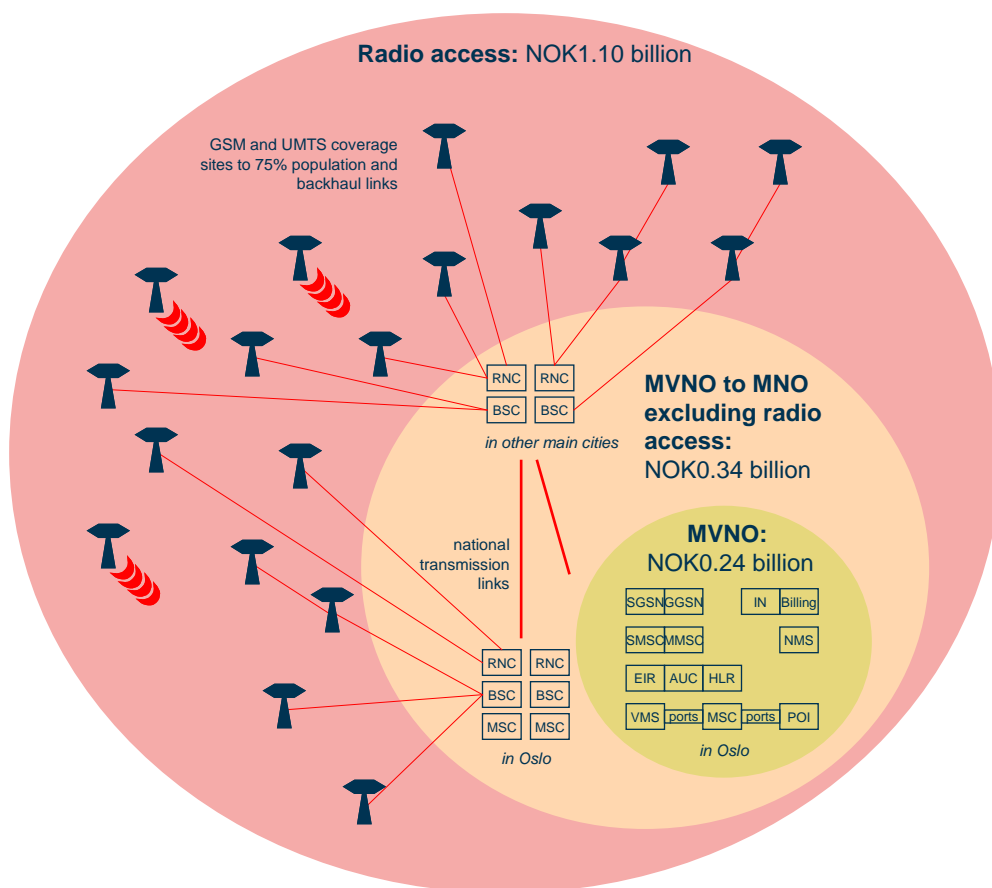 Radio access: NOK1.10 billion
GSM and UMTS coverage
sites to 75% population and
backhaul links
RNC RNC
BSC BSC
in other main cities
MVNO to MNO
excluding radio
access:
NOK0.34 billion
national
transmission
links
MVNO:
NOK0.24 billion
SGSN GGSN IN Billing
SMSC MMSC NMS
EIR AUC HLR
VMS ports MSC ports POI
in Oslo
RNC RNC
BSC BSC
MSC MSC
in Oslo